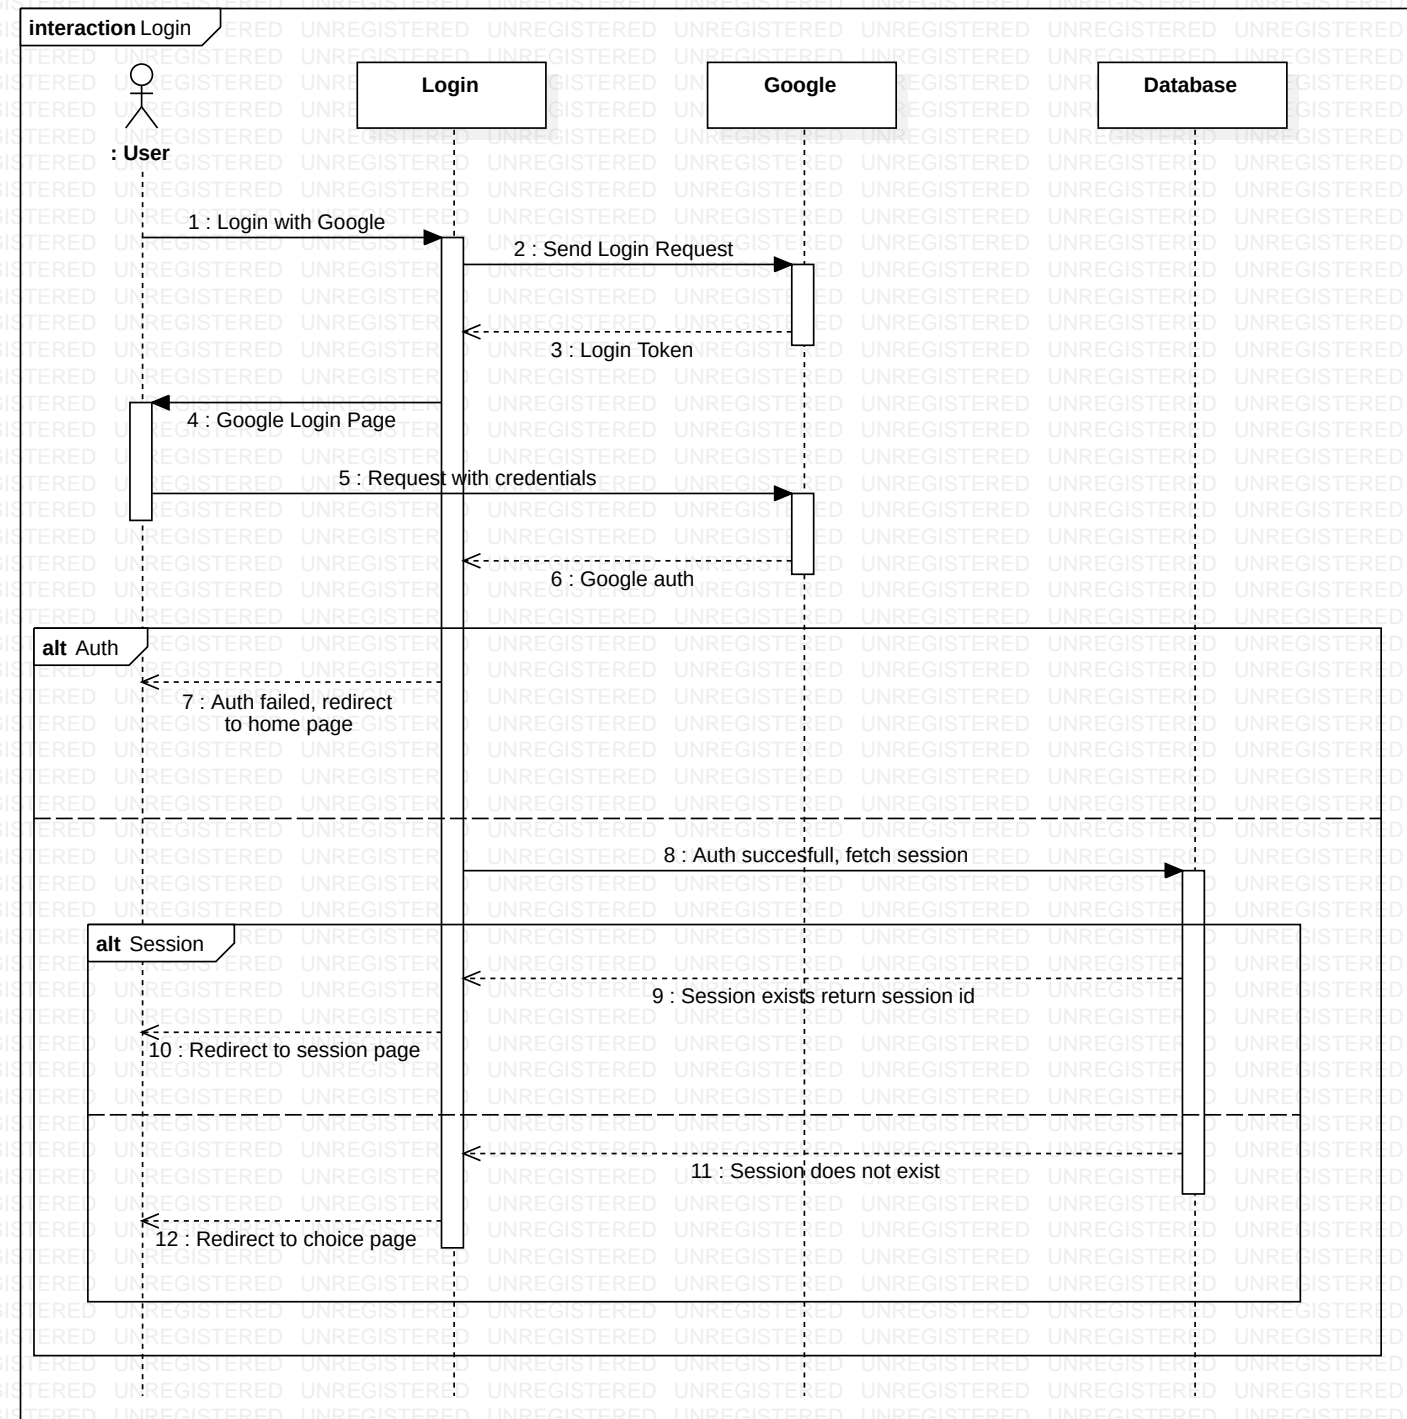 interaction Login
Login
Google
Database
: User
1 : Login with Google
2 : Send Login Request
3 : Login Token
4 : Google Login Page
5 : Request with credentials
6 : Google auth
alt Auth
7 : Auth failed, redirect
to home page
8 : Auth succesfull, fetch session
alt Session
9 : Session exists return session id
10 : Redirect to session page
11 : Session does not exist
12 : Redirect to choice page
UNREGISTERED